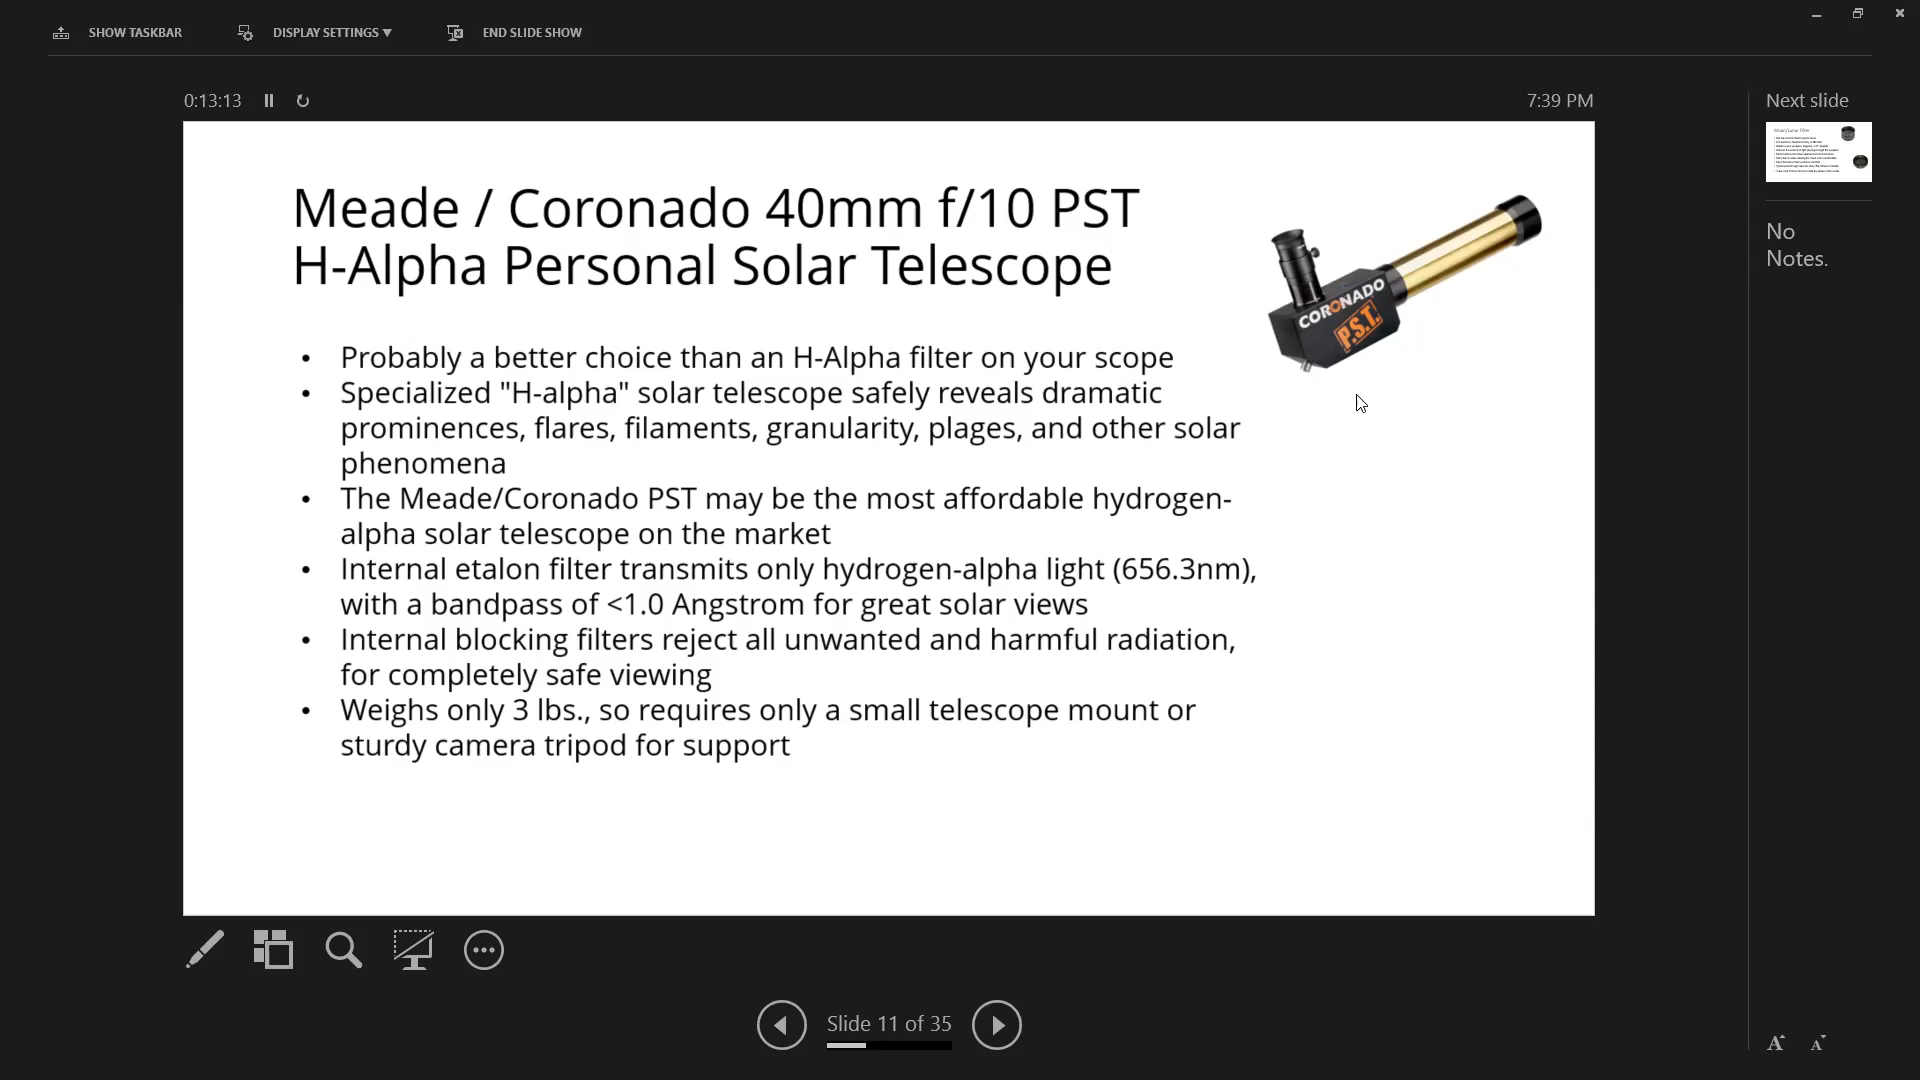 SHOW TASKBAR
DISPLAY SETTINGS ▼
END SLIDE SHOW
0:13:13
7:39 PM
Next slide
Moon/Lunar Filter
No
Notes.
Meade / Coronado 40mm f/10 PST
H-Alpha Personal Solar Telescope
CORONADO
P.S.T.
• Probably a better choice than an H-Alpha filter on your scope
• Specialized "H-alpha" solar telescope safely reveals dramatic
prominences, flares, filaments, granularity, plages, and other solar
phenomena
• The Meade/Coronado PST may be the most affordable hydrogen-
alpha solar telescope on the market
• Internal etalon filter transmits only hydrogen-alpha light (656.3nm),
with a bandpass of <1.0 Angstrom for great solar views
• Internal blocking filters reject all unwanted and harmful radiation,
for completely safe viewing
• Weighs only 3 lbs., so requires only a small telescope mount or
sturdy camera tripod for support
Slide 11 of 35
A A